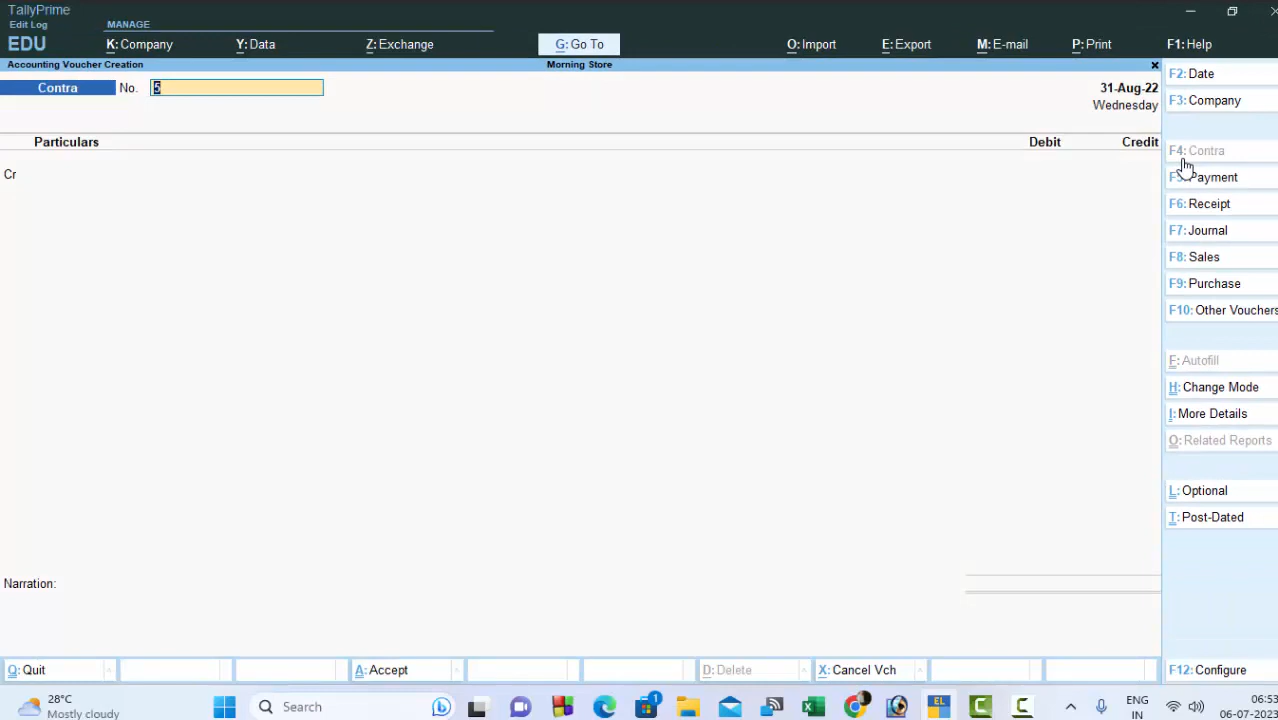 TallyPrime
Edit Log
EDU
MANAGE
K: Company
Y: Data
Z: Exchange
G: Go To
O: Import
E: Export
M: E-mail
P: Print
F1: Help
Accounting Voucher Creation
Morning Store
Contra
No.
5
31-Aug-22
Wednesday
Particulars
Debit
Credit
Cr
Narration:
F2: Date
F3: Company
F4: Contra
F5: Payment
F6: Receipt
F7: Journal
F8: Sales
F9: Purchase
F10: Other Vouchers
F: Autofill
H: Change Mode
I: More Details
O: Related Reports
L: Optional
T: Post-Dated
Q: Quit
A: Accept
D: Delete
X: Cancel Vch
F12: Configure
28°C
Mostly cloudy
Search
1
EL
ENG
IN
06:53
06-07-2023